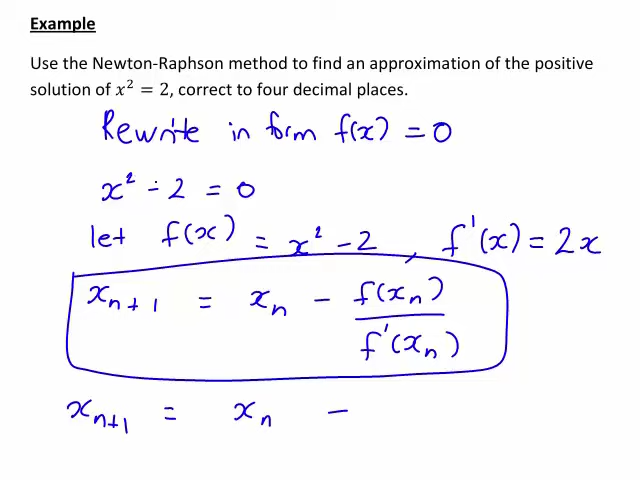 Example
Use the Newton-Raphson method to find an approximation of the positive
solution of x² = 2, correct to four decimal places.
Rewrite in form f(x) = 0
x² - 2 = 0
let f(x) = x² - 2 , f'(x) = 2x
xₙ₊₁ = xₙ - f(xₙ)/f'(xₙ)
xₙ₊₁ = xₙ -